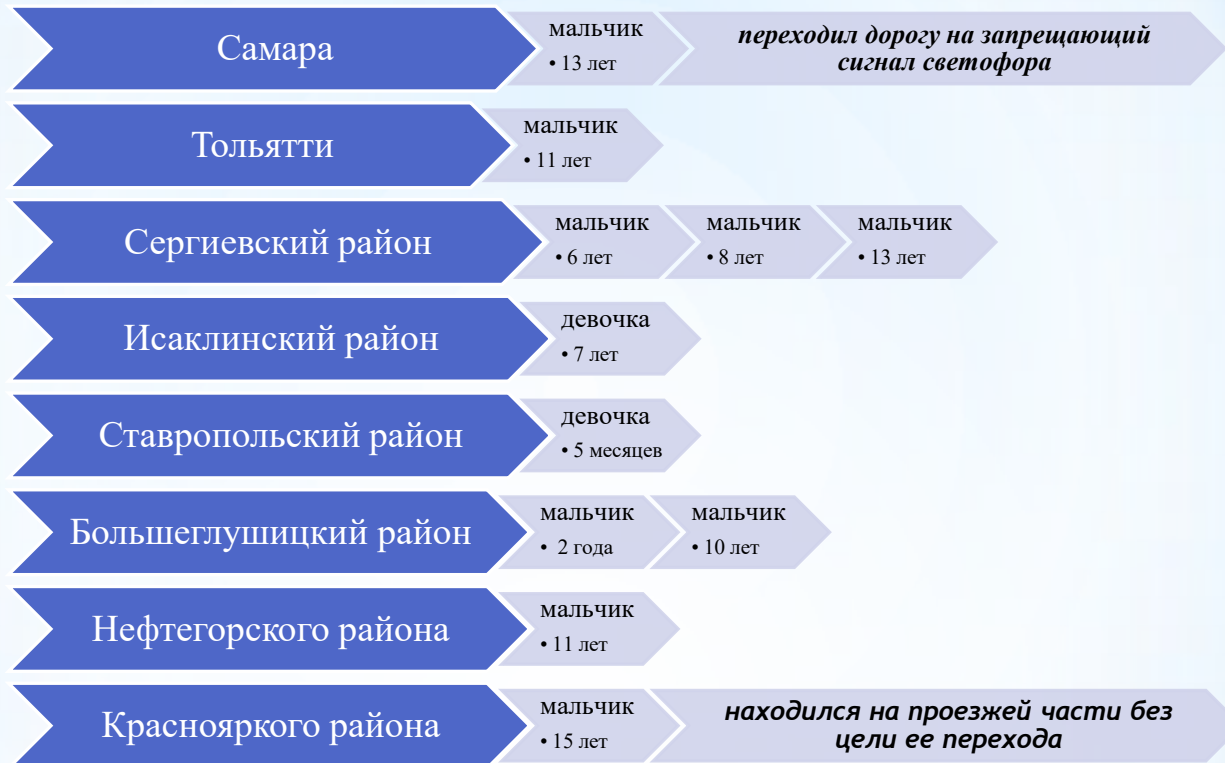 Самара
мальчик
• 13 лет
переходил дорогу на запрещающий
сигнал светофора
Тольятти
мальчик
• 11 лет
Сергиевский район
мальчик
• 6 лет
мальчик
• 8 лет
мальчик
• 13 лет
Исаклинский район
девочка
• 7 лет
Ставропольский район
девочка
• 5 месяцев
Большеглушицкий район
мальчик
• 2 года
мальчик
• 10 лет
Нефтегорского района
мальчик
• 11 лет
Красnояркого района
мальчик
• 15 лет
находился на проезжей части без
цели ее перехода